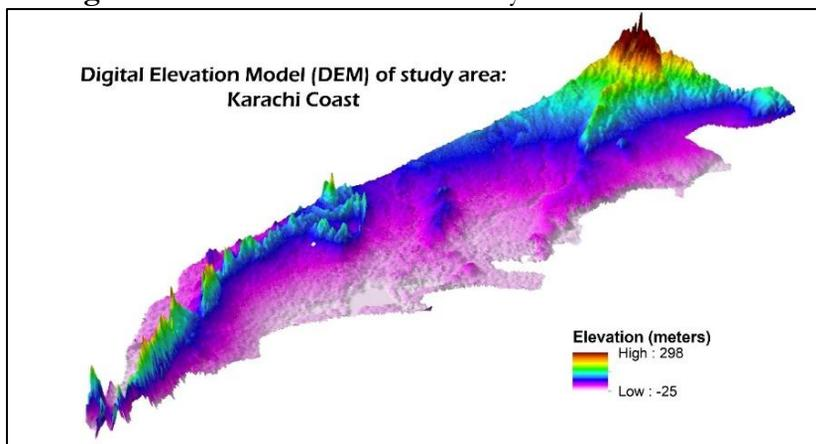 Digital Elevation Model (DEM) of study area:
Karachi Coast
Elevation (meters)
High : 298
Low : -25